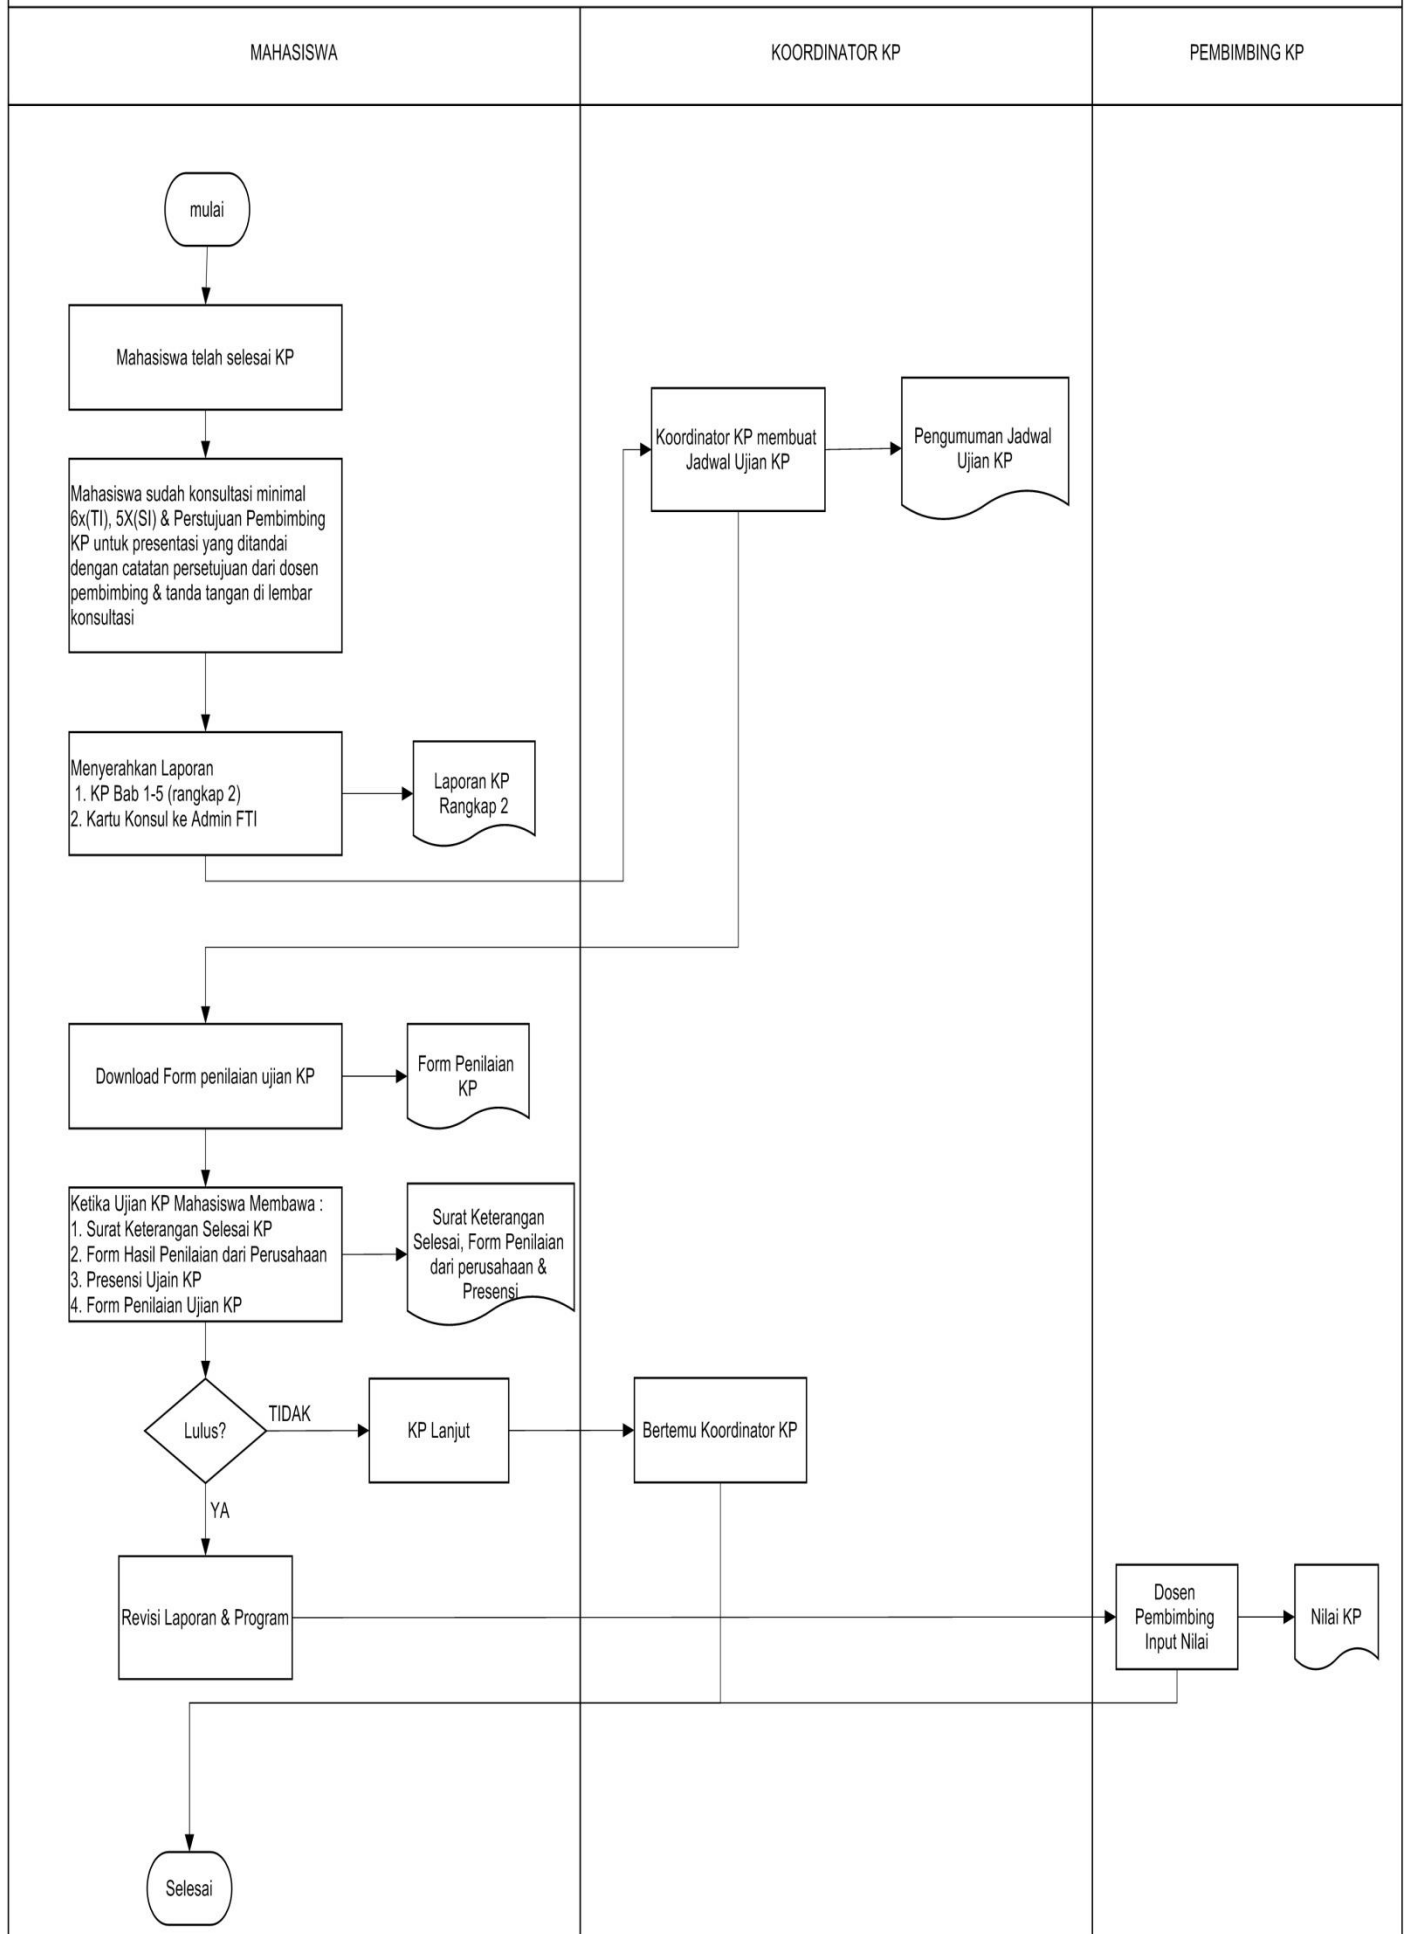 MAHASISWA
KOORDINATOR KP
PEMBIMBING KP
mulai
Mahasiswa telah selesai KP
Mahasiswa sudah konsultasi minimal
6x(TI), 5X(SI) & Perstujuan Pembimbing
KP untuk presentasi yang ditandai
dengan catatan persetujuan dari dosen
pembimbing & tanda tangan di lembar
konsultasi
Menyerahkan Laporan
1. KP Bab 1-5 (rangkap 2)
2. Kartu Konsul ke Admin FTI
Laporan KP
Rangkap 2
Koordinator KP membuat
Jadwal Ujian KP
Pengumuman Jadwal
Ujian KP
Download Form penilaian ujian KP
Form Penilaian
KP
Ketika Ujian KP Mahasiswa Membawa :
1. Surat Keterangan Selesai KP
2. Form Hasil Penilaian dari Perusahaan
3. Presensi Ujain KP
4. Form Penilaian Ujian KP
Surat Keterangan
Selesai, Form Penilaian
dari perusahaan &
Presensi
Lulus?
TIDAK
KP Lanjut
Bertemu Koordinator KP
YA
Revisi Laporan & Program
Dosen
Pembimbing
Input Nilai
Nilai KP
Selesai